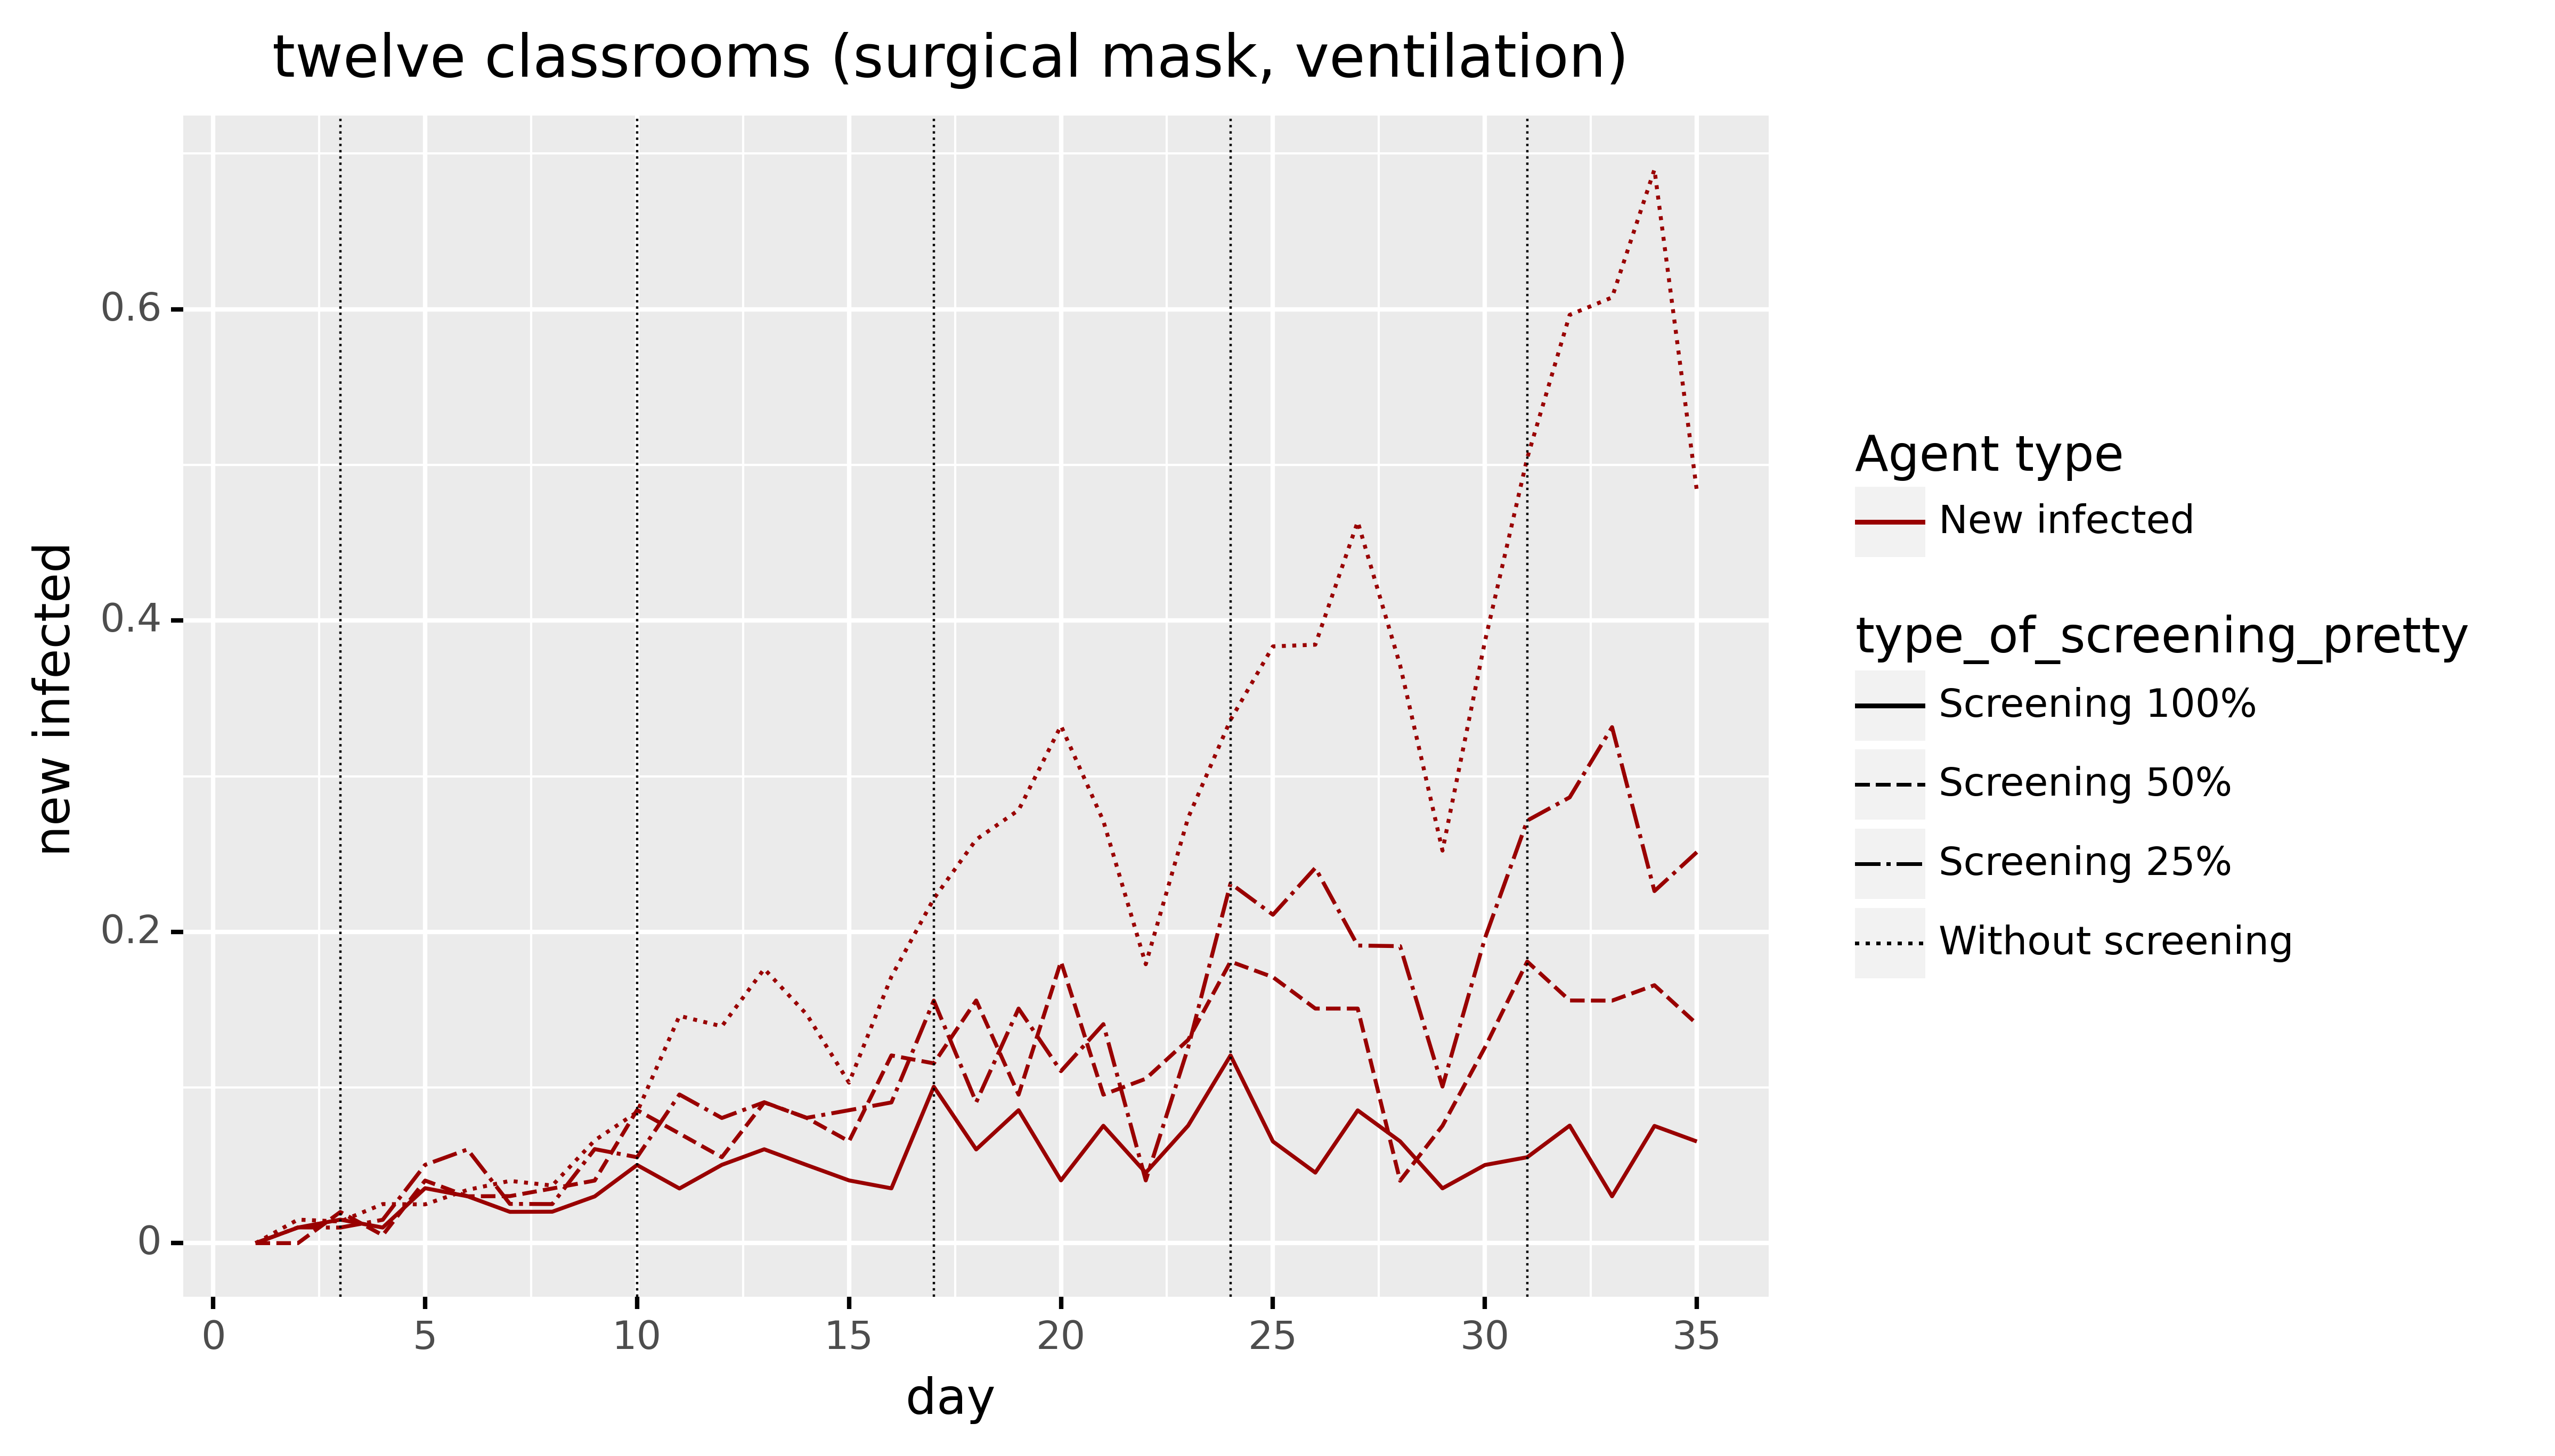 twelve classrooms (surgical mask, ventilation)
new infected
0.6
0.4
0.2
0
0 5 10 15 20 25 30 35
day
Agent type
New infected
type_of_screening_pretty
Screening 100%
Screening 50%
Screening 25%
Without screening